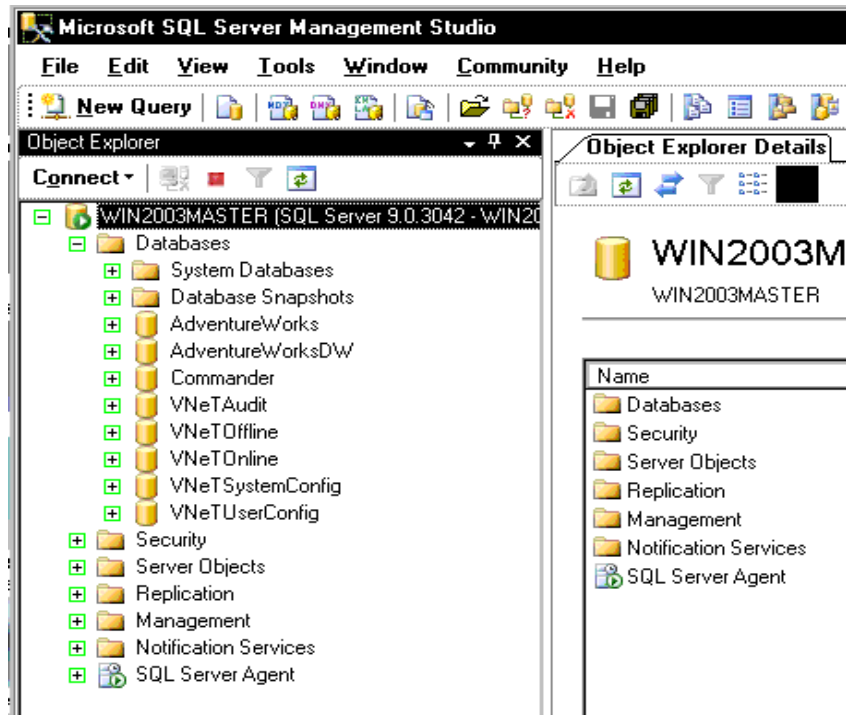 Microsoft SQL Server Management Studio
File Edit View Tools Window Community Help
New Query
Object Explorer
Connect
WIN2003MASTER (SQL Server 9.0.3042 - WIN20
Databases
System Databases
Database Snapshots
AdventureWorks
AdventureWorksDW
Commander
VNeTAudit
VNeTOffline
VNeTOnline
VNeTSystemConfig
VNeTUserConfig
Security
Server Objects
Replication
Management
Notification Services
SQL Server Agent
Object Explorer Details
WIN2003M
WIN2003MASTER
Name
Databases
Security
Server Objects
Replication
Management
Notification Services
SQL Server Agent